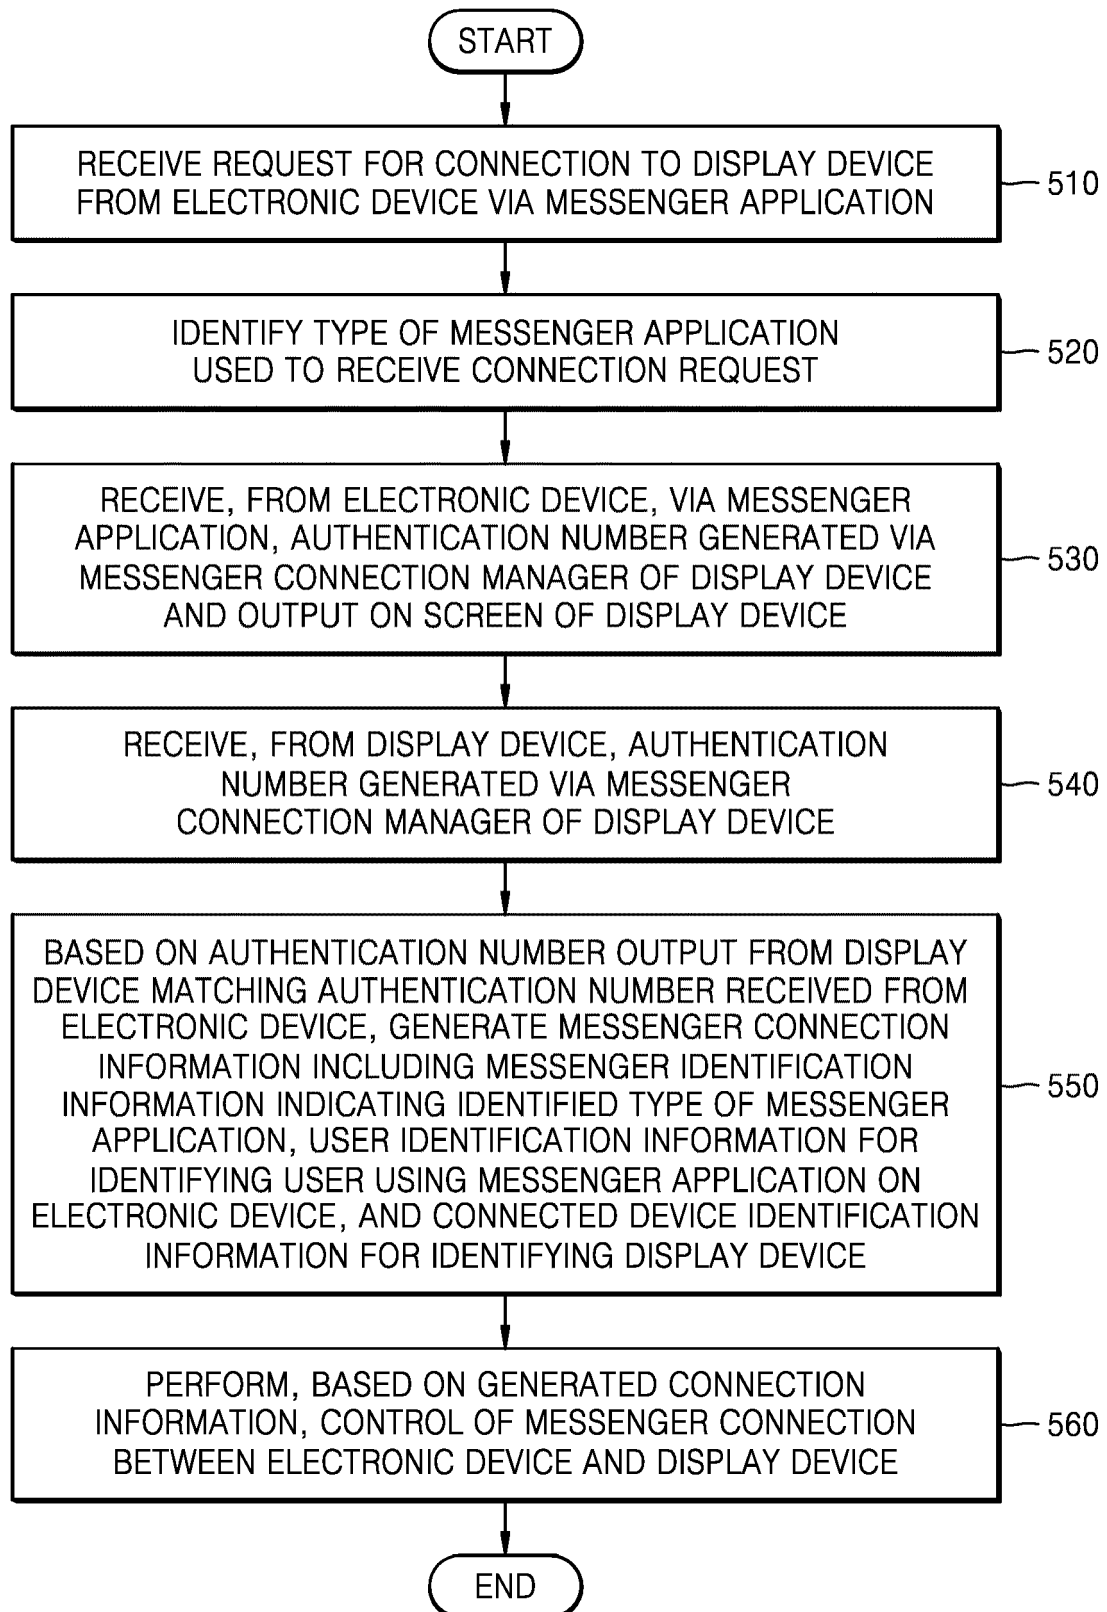 START
RECEIVE REQUEST FOR CONNECTION TO DISPLAY DEVICE
FROM ELECTRONIC DEVICE VIA MESSENGER APPLICATION
510
IDENTIFY TYPE OF MESSENGER APPLICATION
USED TO RECEIVE CONNECTION REQUEST
520
RECEIVE, FROM ELECTRONIC DEVICE, VIA MESSENGER
APPLICATION, AUTHENTICATION NUMBER GENERATED VIA
MESSENGER CONNECTION MANAGER OF DISPLAY DEVICE
AND OUTPUT ON SCREEN OF DISPLAY DEVICE
530
RECEIVE, FROM DISPLAY DEVICE, AUTHENTICATION
NUMBER GENERATED VIA MESSENGER
CONNECTION MANAGER OF DISPLAY DEVICE
540
BASED ON AUTHENTICATION NUMBER OUTPUT FROM DISPLAY
DEVICE MATCHING AUTHENTICATION NUMBER RECEIVED FROM
ELECTRONIC DEVICE, GENERATE MESSENGER CONNECTION
INFORMATION INCLUDING MESSENGER IDENTIFICATION
INFORMATION INDICATING IDENTIFIED TYPE OF MESSENGER
APPLICATION, USER IDENTIFICATION INFORMATION FOR
IDENTIFYING USER USING MESSENGER APPLICATION ON
ELECTRONIC DEVICE, AND CONNECTED DEVICE IDENTIFICATION
INFORMATION FOR IDENTIFYING DISPLAY DEVICE
550
PERFORM, BASED ON GENERATED CONNECTION
INFORMATION, CONTROL OF MESSENGER CONNECTION
BETWEEN ELECTRONIC DEVICE AND DISPLAY DEVICE
560
END